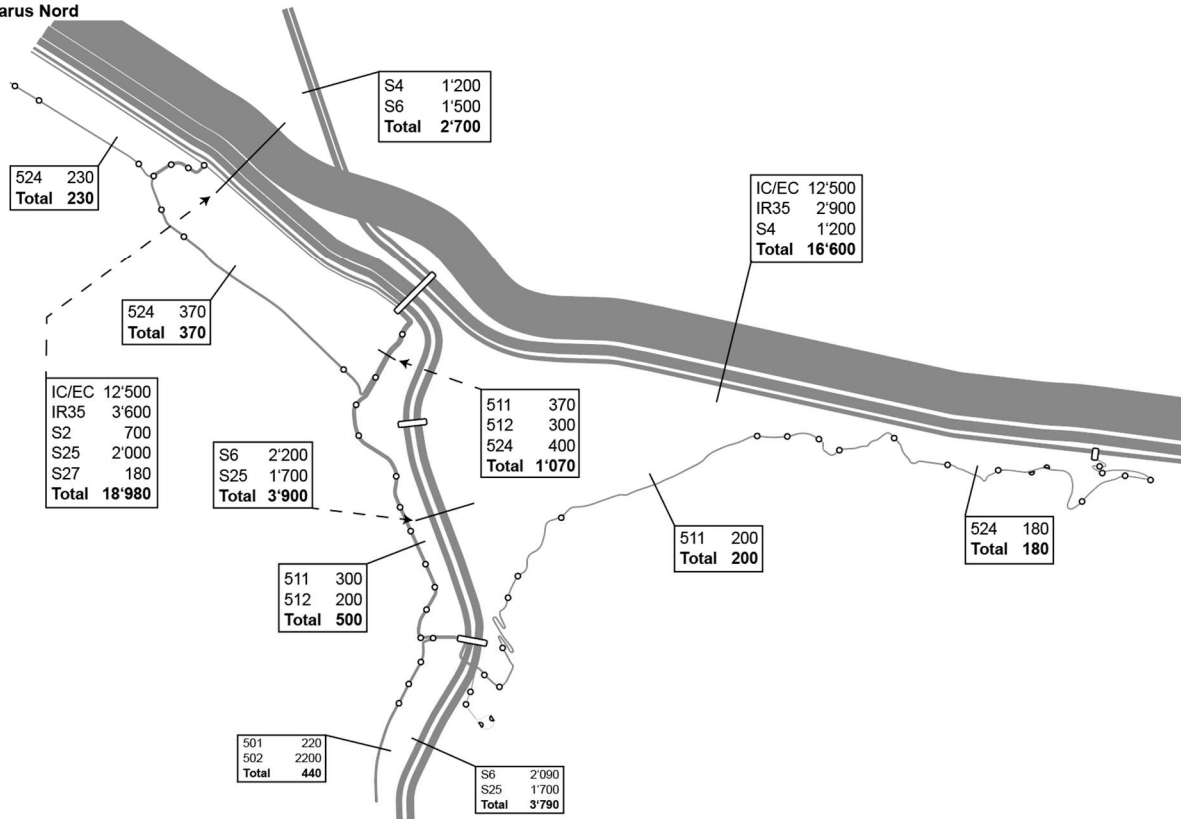 arus Nord
S4 1'200
S6 1'500
Total 2'700
524 230
Total 230
IC/EC 12'500
IR35 2'900
S4 1'200
Total 16'600
524 370
Total 370
IC/EC 12'500
IR35 3'600
S2 700
S25 2'000
S27 180
Total 18'980
511 370
512 300
524 400
Total 1'070
S6 2'200
S25 1'700
Total 3'900
511 200
Total 200
524 180
Total 180
511 300
512 200
Total 500
501 220
502 2200
Total 440
S6 2'090
S25 1'700
Total 3'790